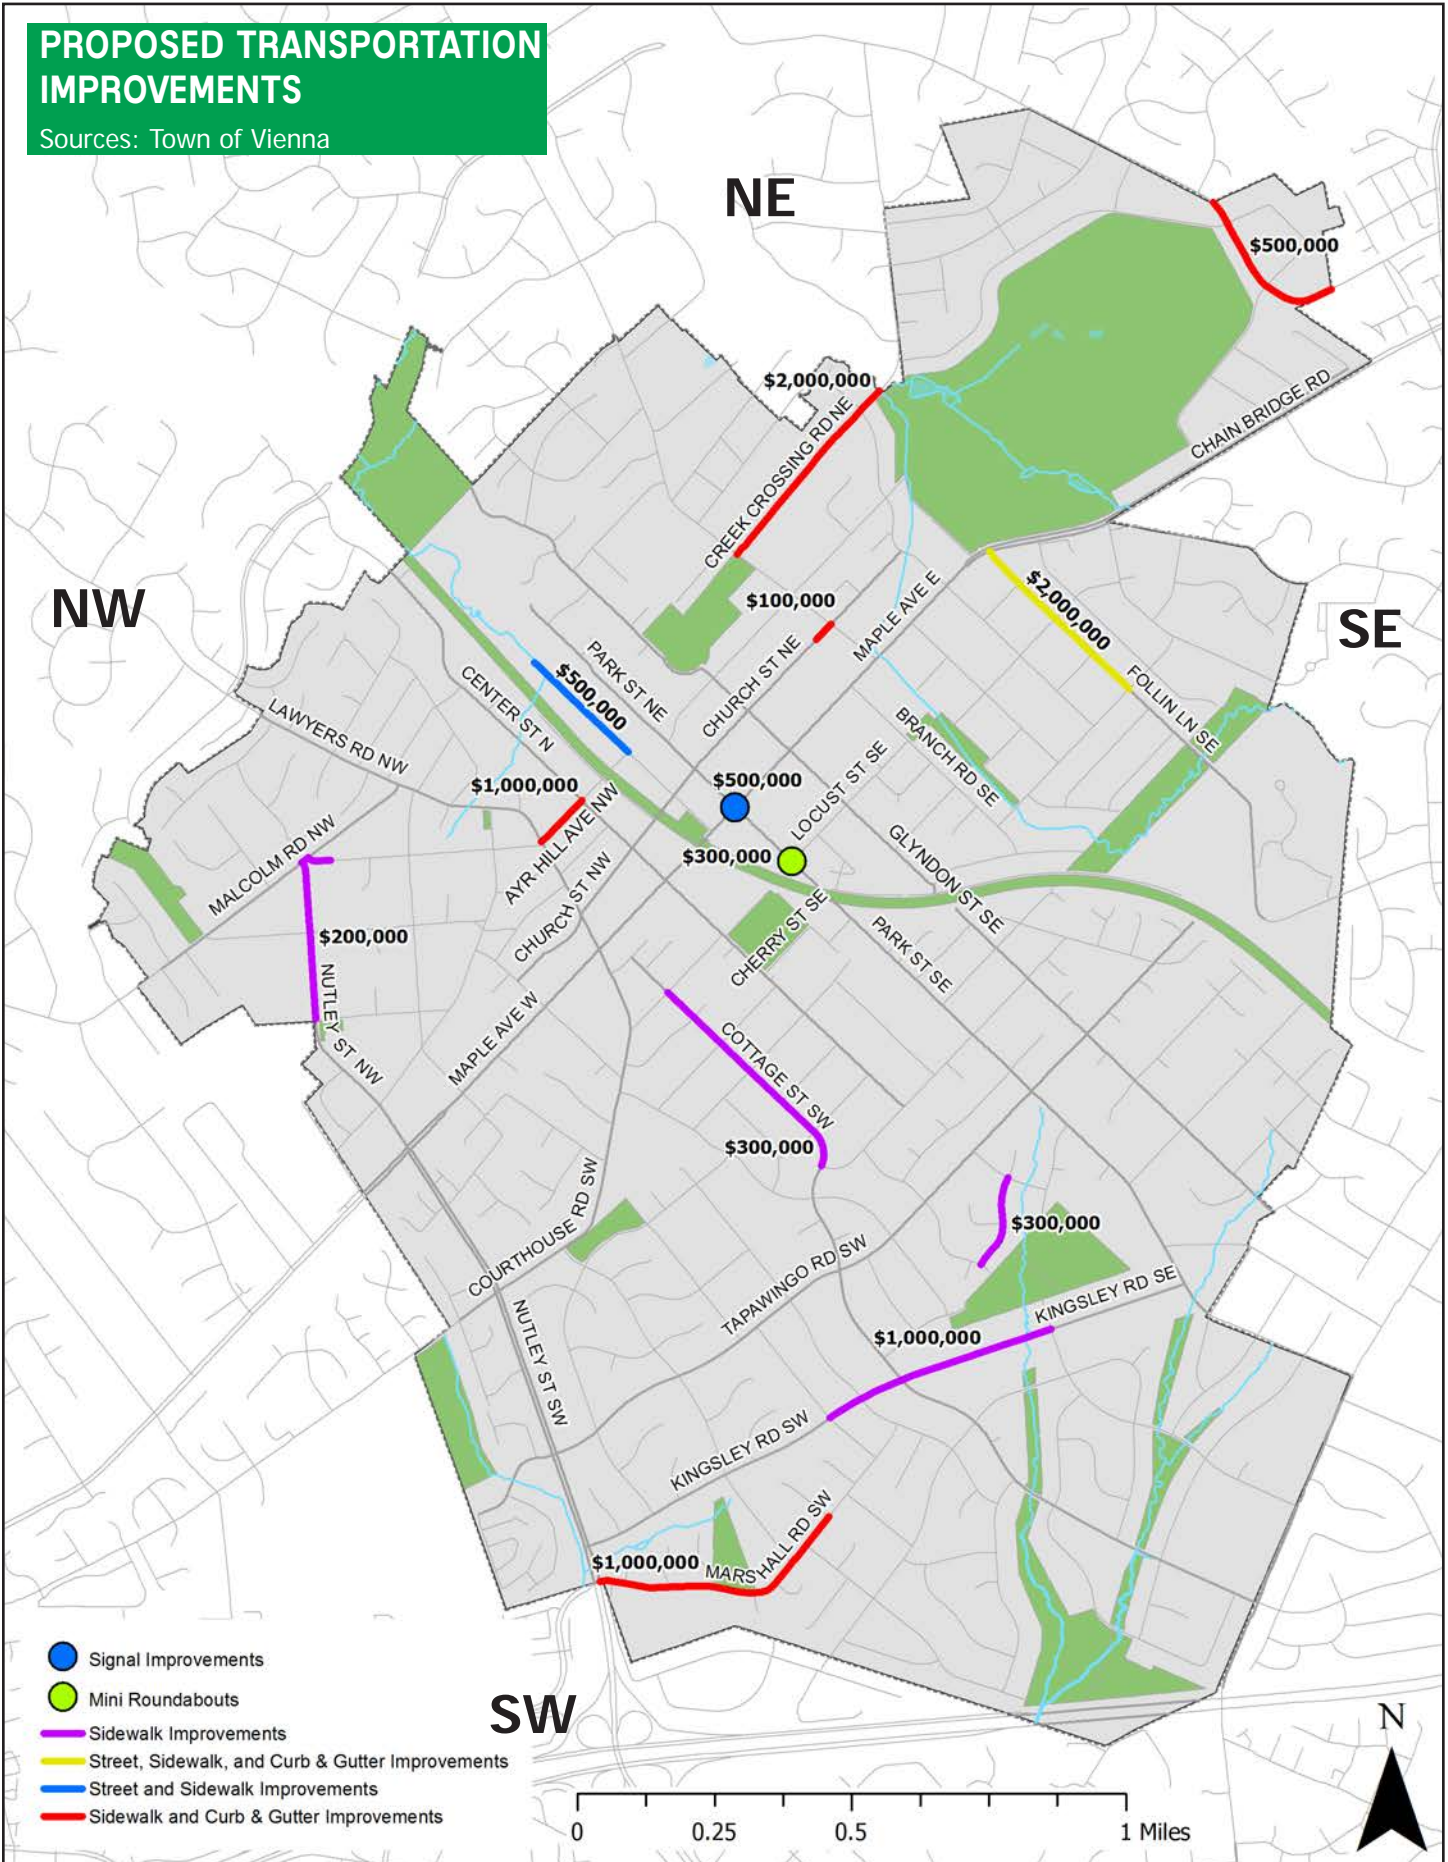 PROPOSED TRANSPORTATION
IMPROVEMENTS
Sources: Town of Vienna
NE
$500,000
$2,000,000
CREEK CROSSING RD NE
CHAIN BRIDGE RD
NW
$100,000
MAPLE AVE E
$2,000,000
SE
PARK ST NE
CHURCH ST NE
FOLLIN LN SE
CENTER ST N
$500,000
LAWYERS RD NW
BRANCH RD SE
$1,000,000
$500,000
LOCUST ST SE
AYR HILL AVE NW
MALCOLM RD NW
$300,000
GLYNDON ST SE
CHURCH ST NW
CHERRY ST SE
PARK ST SE
$200,000
NUTLEY ST NW
MAPLE AVE W
COTTAGE ST SW
$300,000
COURTHOUSE RD SW
$300,000
TAPAWINGO RD SW
KINGSLEY RD SE
$1,000,000
NUTLEY ST SW
KINGSLEY RD SW
$1,000,000
MARSHALL RD SW
Signal Improvements
Mini Roundabouts
Sidewalk Improvements
Street, Sidewalk, and Curb & Gutter Improvements
Street and Sidewalk Improvements
Sidewalk and Curb & Gutter Improvements
SW
N
0 0.25 0.5 1 Miles